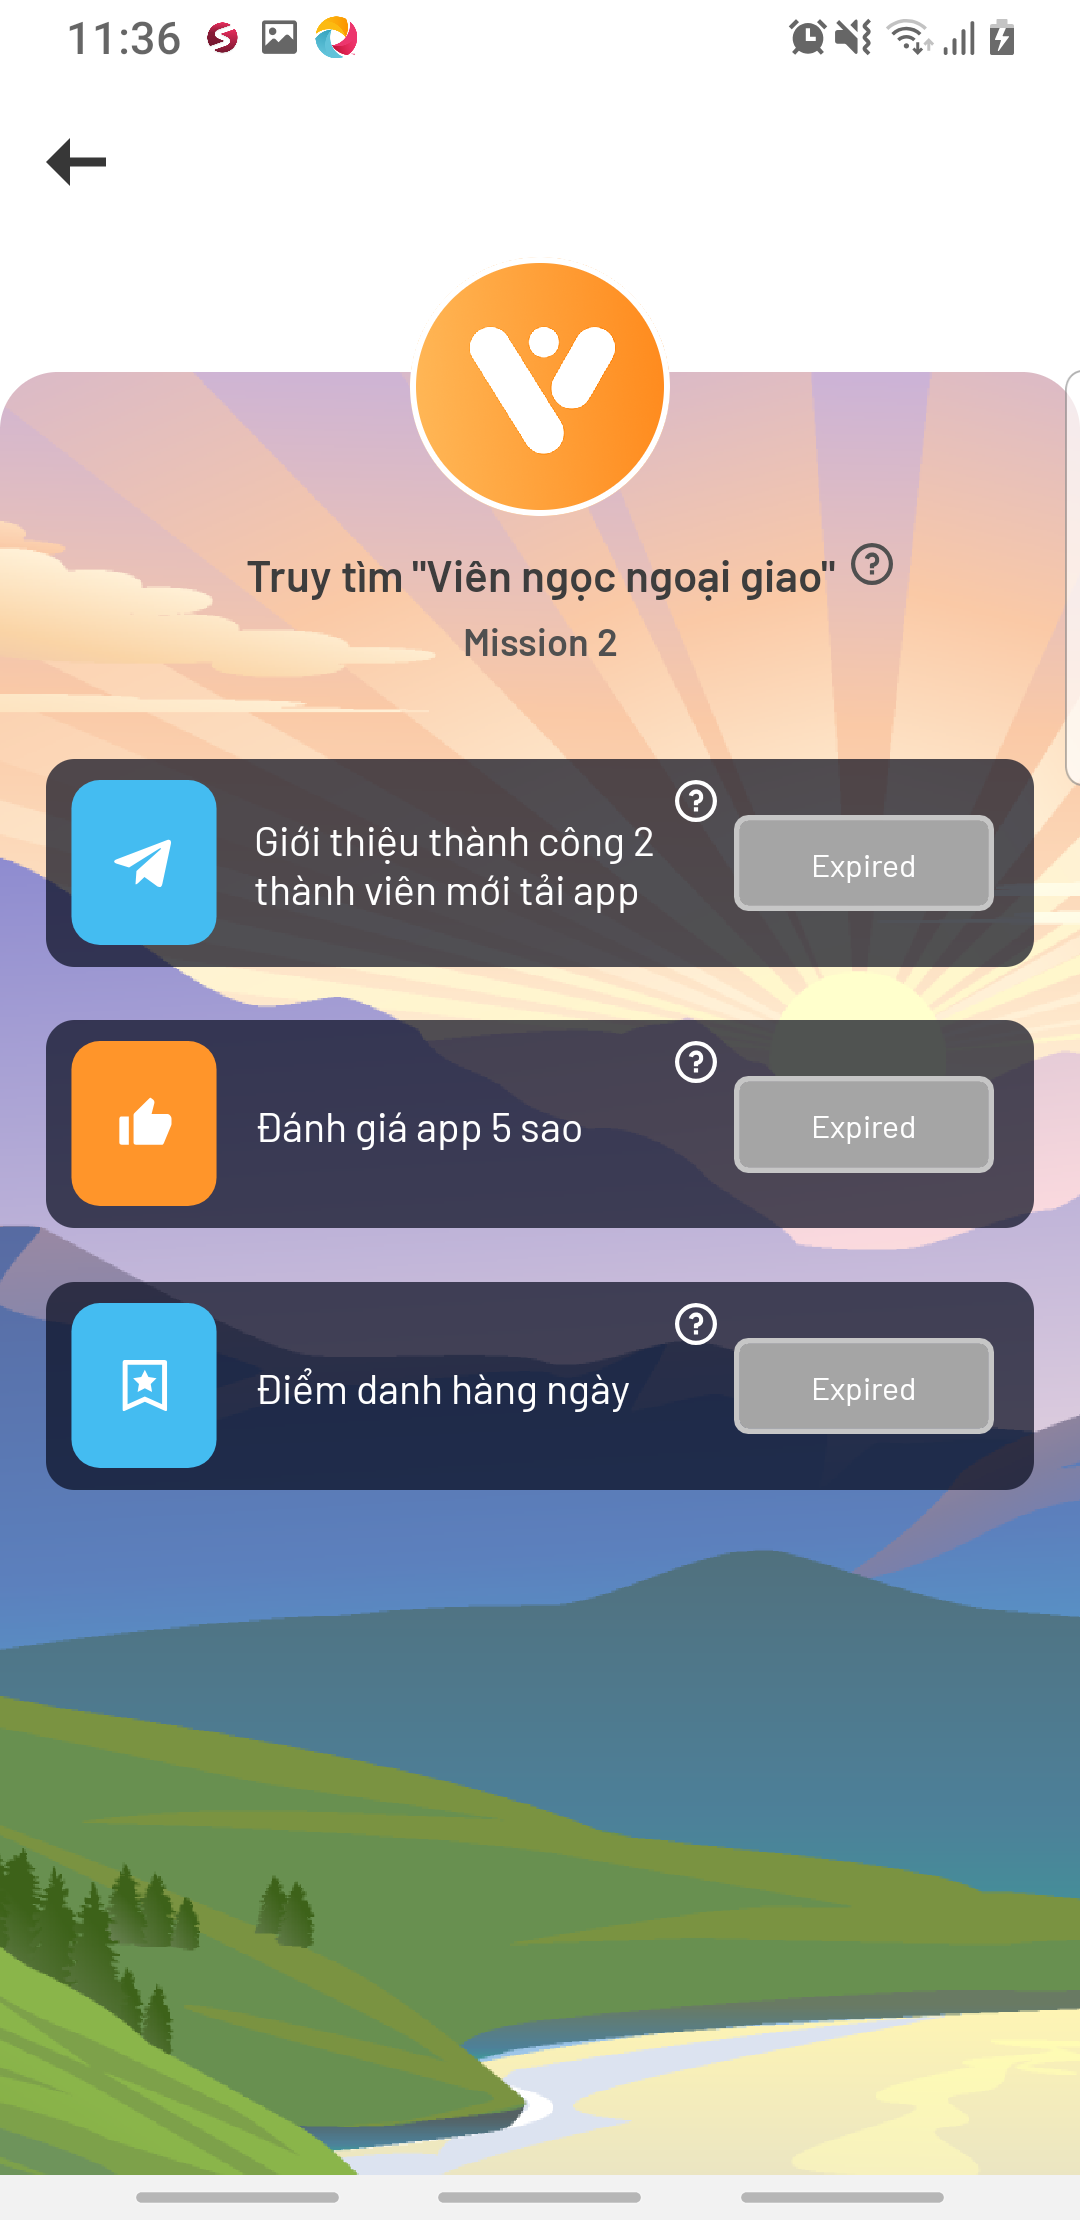 11:36
Truy tìm "Viên ngọc ngoại giao"
Mission 2
Giới thiệu thành công 2
thành viên mới tải app
Expired
Đánh giá app 5 sao
Expired
Điểm danh hàng ngày
Expired